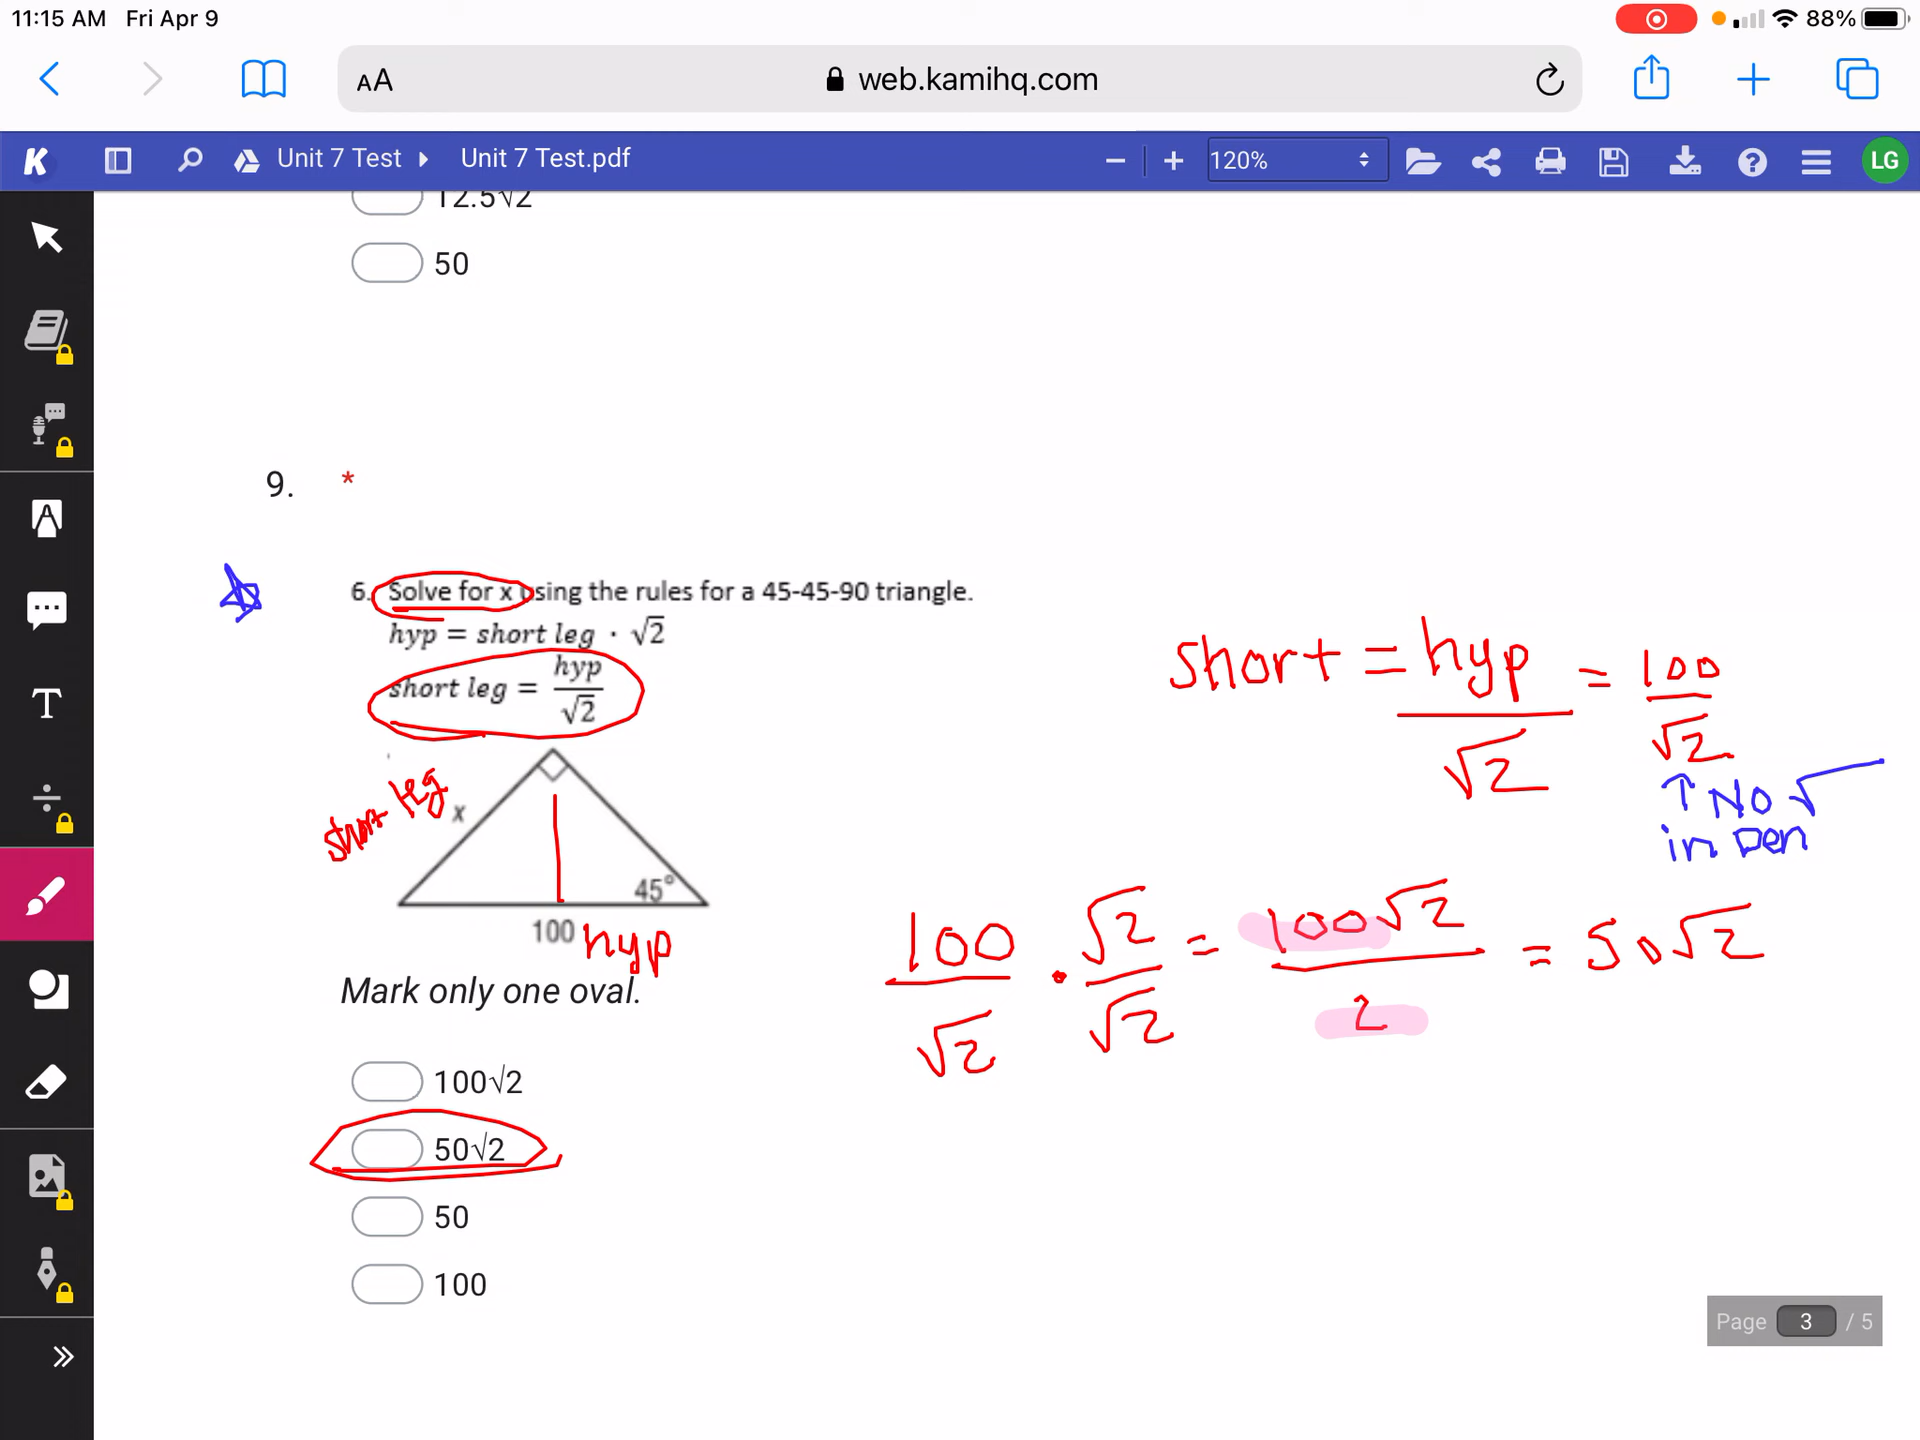 11:15 AM Fri Apr 9
88%
AA
web.kamihq.com
K
Unit 7 Test
Unit 7 Test.pdf
120%
LG
12.5√2
50
9. *
6. Solve for x using the rules for a 45-45-90 triangle.
hyp = short leg · √2
short leg = hyp/√2
short = hyp/√2 = 100/√2
↑ No √
in Den
short leg
x
45°
100 hyp
100/√2 · √2/√2 = 100√2/2 = 50√2
Mark only one oval.
100√2
50√2
50
100
Page 3 / 5
T